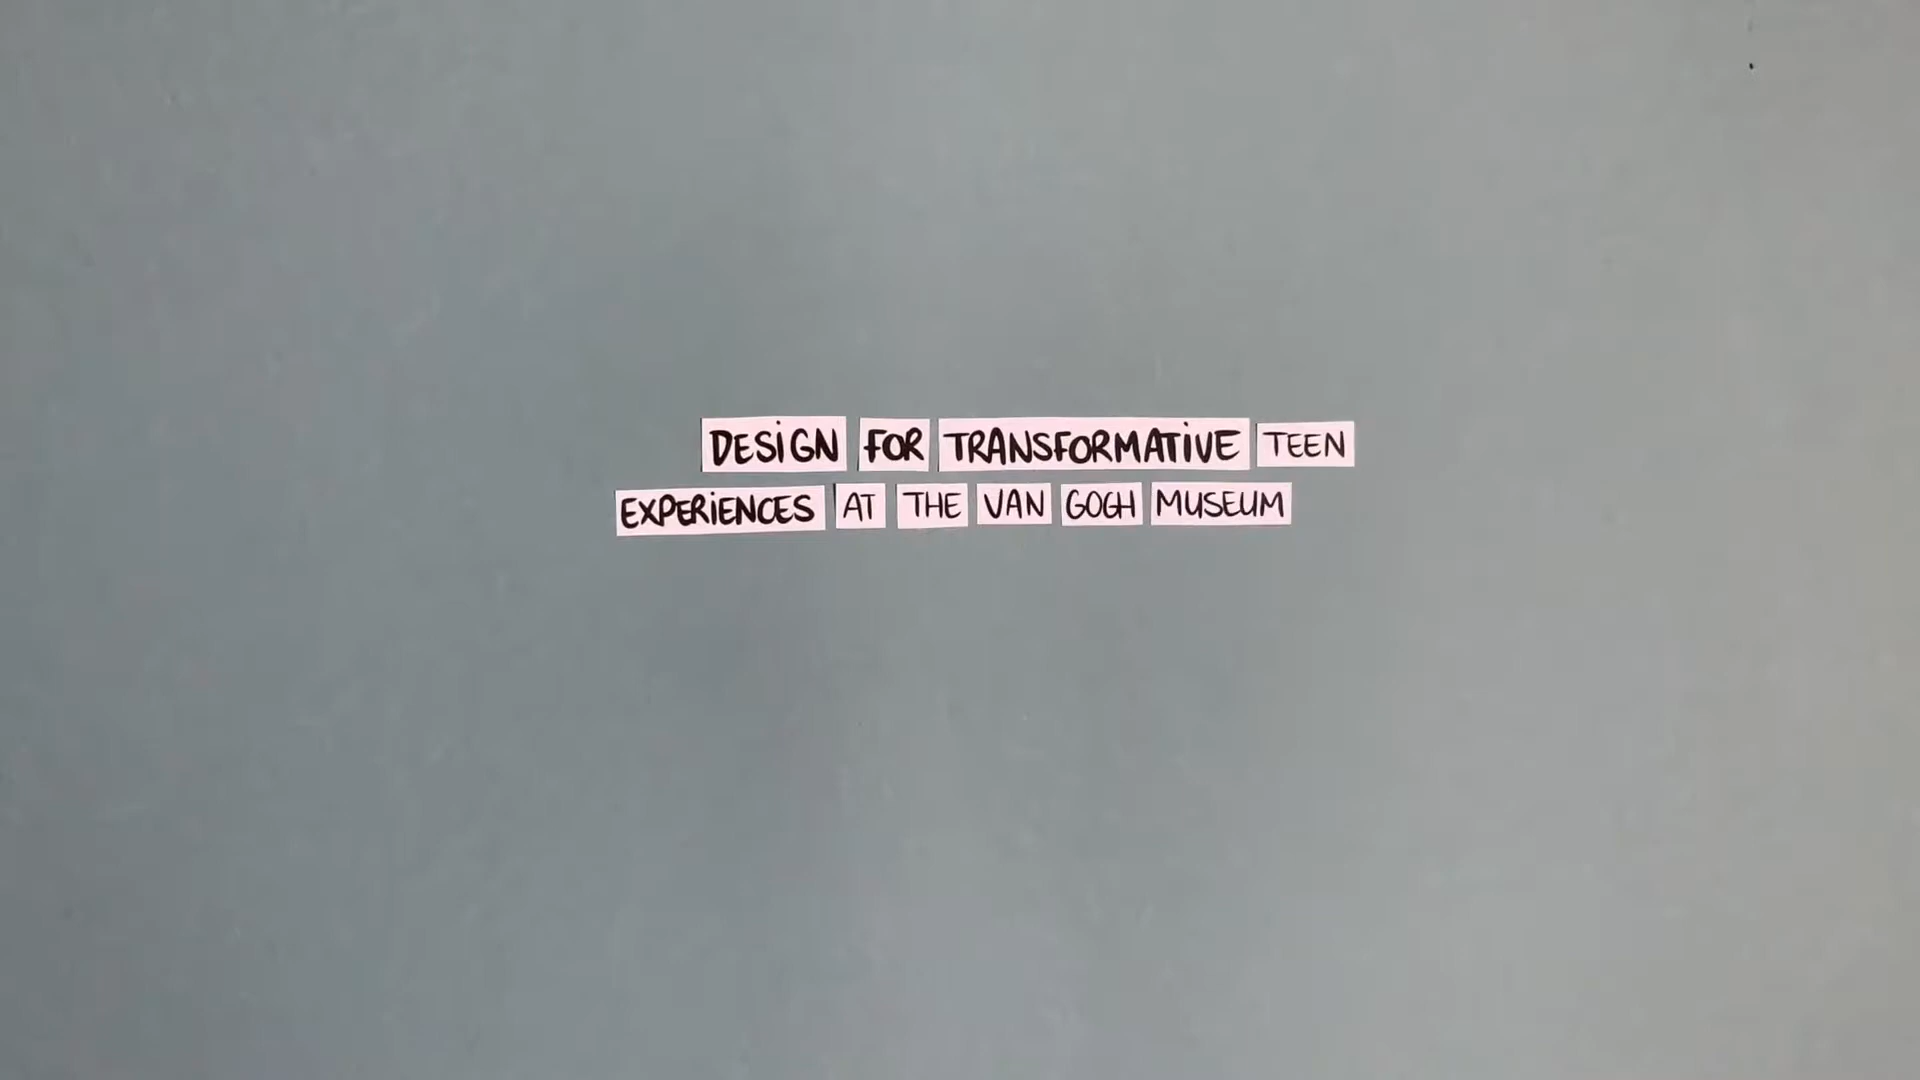 DESiGN FOR TRANSFORMATiVE TEEN
EXPERiENCES AT THE VAN GOGH MUSEUM